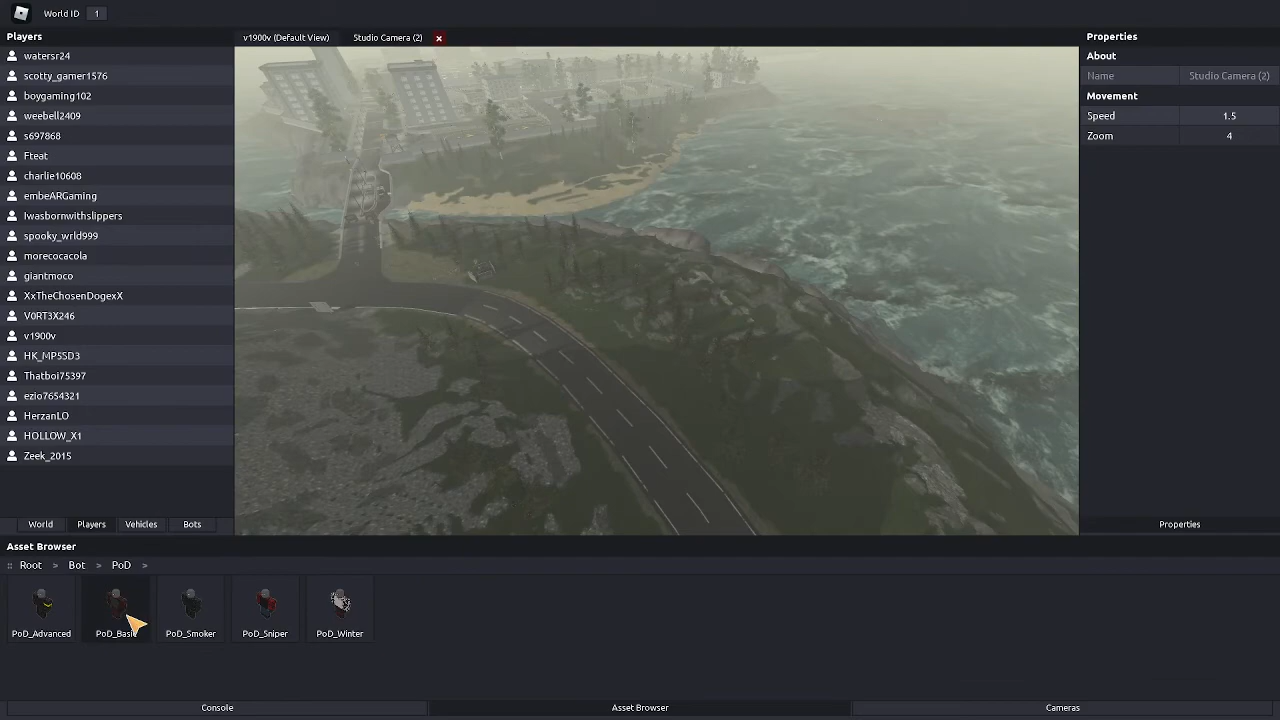 World ID 1
Players
watersr24
scotty_gamer1576
boygaming102
weebell2409
s697868
Fteat
charlie10608
embeARGaming
Iwasbornwithslippers
spooky_wrld999
morecocacola
giantmoco
XxTheChosenDogexX
V0RT3X246
v1900v
HK_MP5SD3
Thatboi75397
ezio7654321
HerzanLO
HOLLOW_X1
Zeek_2015
World Players Vehicles Bots
v1900v (Default View) Studio Camera (2) x
Properties
About
Name Studio Camera (2)
Movement
Speed 1.5
Zoom 4
Properties
Asset Browser
:: Root > Bot > PoD >
PoD_Advanced PoD_Basic PoD_Smoker PoD_Sniper PoD_Winter
Console Asset Browser Cameras